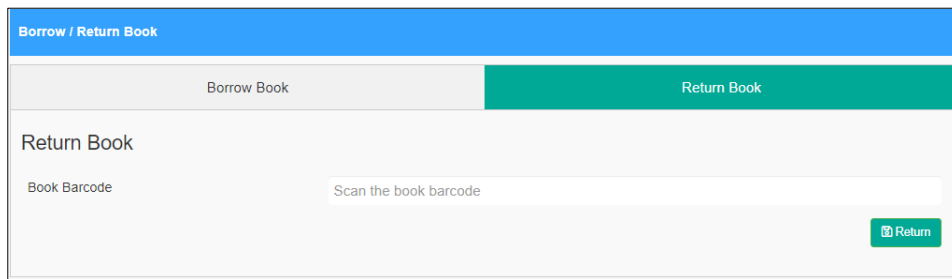 Borrow / Return Book
Borrow Book
Return Book
Return Book
Book Barcode
Scan the book barcode
Return